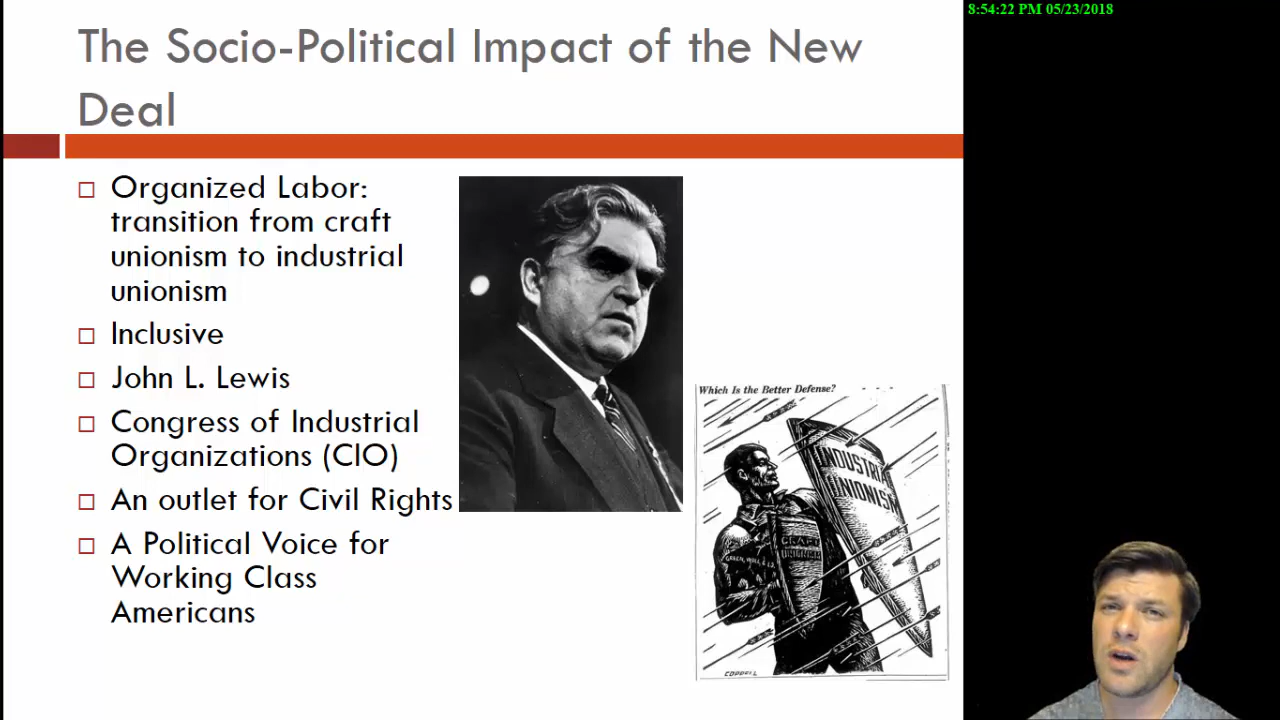 8:54:22 PM 05/23/2018
The Socio-Political Impact of the New
Deal
Organized Labor:
transition from craft
unionism to industrial
unionism
Inclusive
John L. Lewis
Congress of Industrial
Organizations (CIO)
An outlet for Civil Rights
A Political Voice for
Working Class
Americans
Which Is the Better Defense?
INDUSTRIAL
UNIONISM
CRAFT
UNIONISM